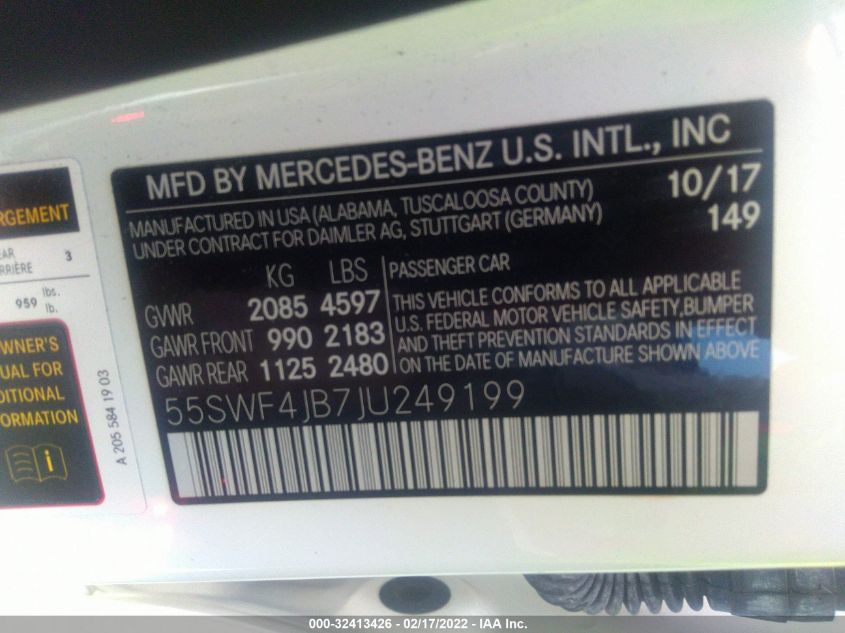 MFD BY MERCEDES-BENZ U.S. INTL., INC
MANUFACTURED IN USA (ALABAMA, TUSCALOOSA COUNTY) 10/17
UNDER CONTRACT FOR DAIMLER AG, STUTTGART (GERMANY) 149
KG LBS
GVWR 2085 4597
GAWR FRONT 990 2183
GAWR REAR 1125 2480
PASSENGER CAR
THIS VEHICLE CONFORMS TO ALL APPLICABLE
U.S. FEDERAL MOTOR VEHICLE SAFETY, BUMPER
AND THEFT PREVENTION STANDARDS IN EFFECT
ON THE DATE OF MANUFACTURE SHOWN ABOVE
55SWF4JB7JU249199
RGEMENT
EAR
RRIÈRE 3
959 lbs.
lb.
WNER'S
UAL FOR
DITIONAL
ORMATION
i
A 205 584 19 03
000-32413426 - 02/17/2022 - IAA Inc.